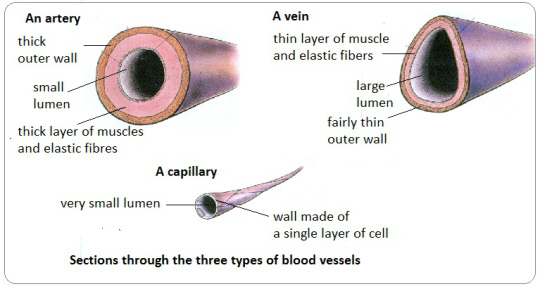 An artery
thick
outer wall
small
lumen
thick layer of muscles
and elastic fibres
A vein
thin layer of muscle
and elastic fibers
large
lumen
fairly thin
outer wall
A capillary
very small lumen
wall made of
a single layer of cell
Sections through the three types of blood vessels